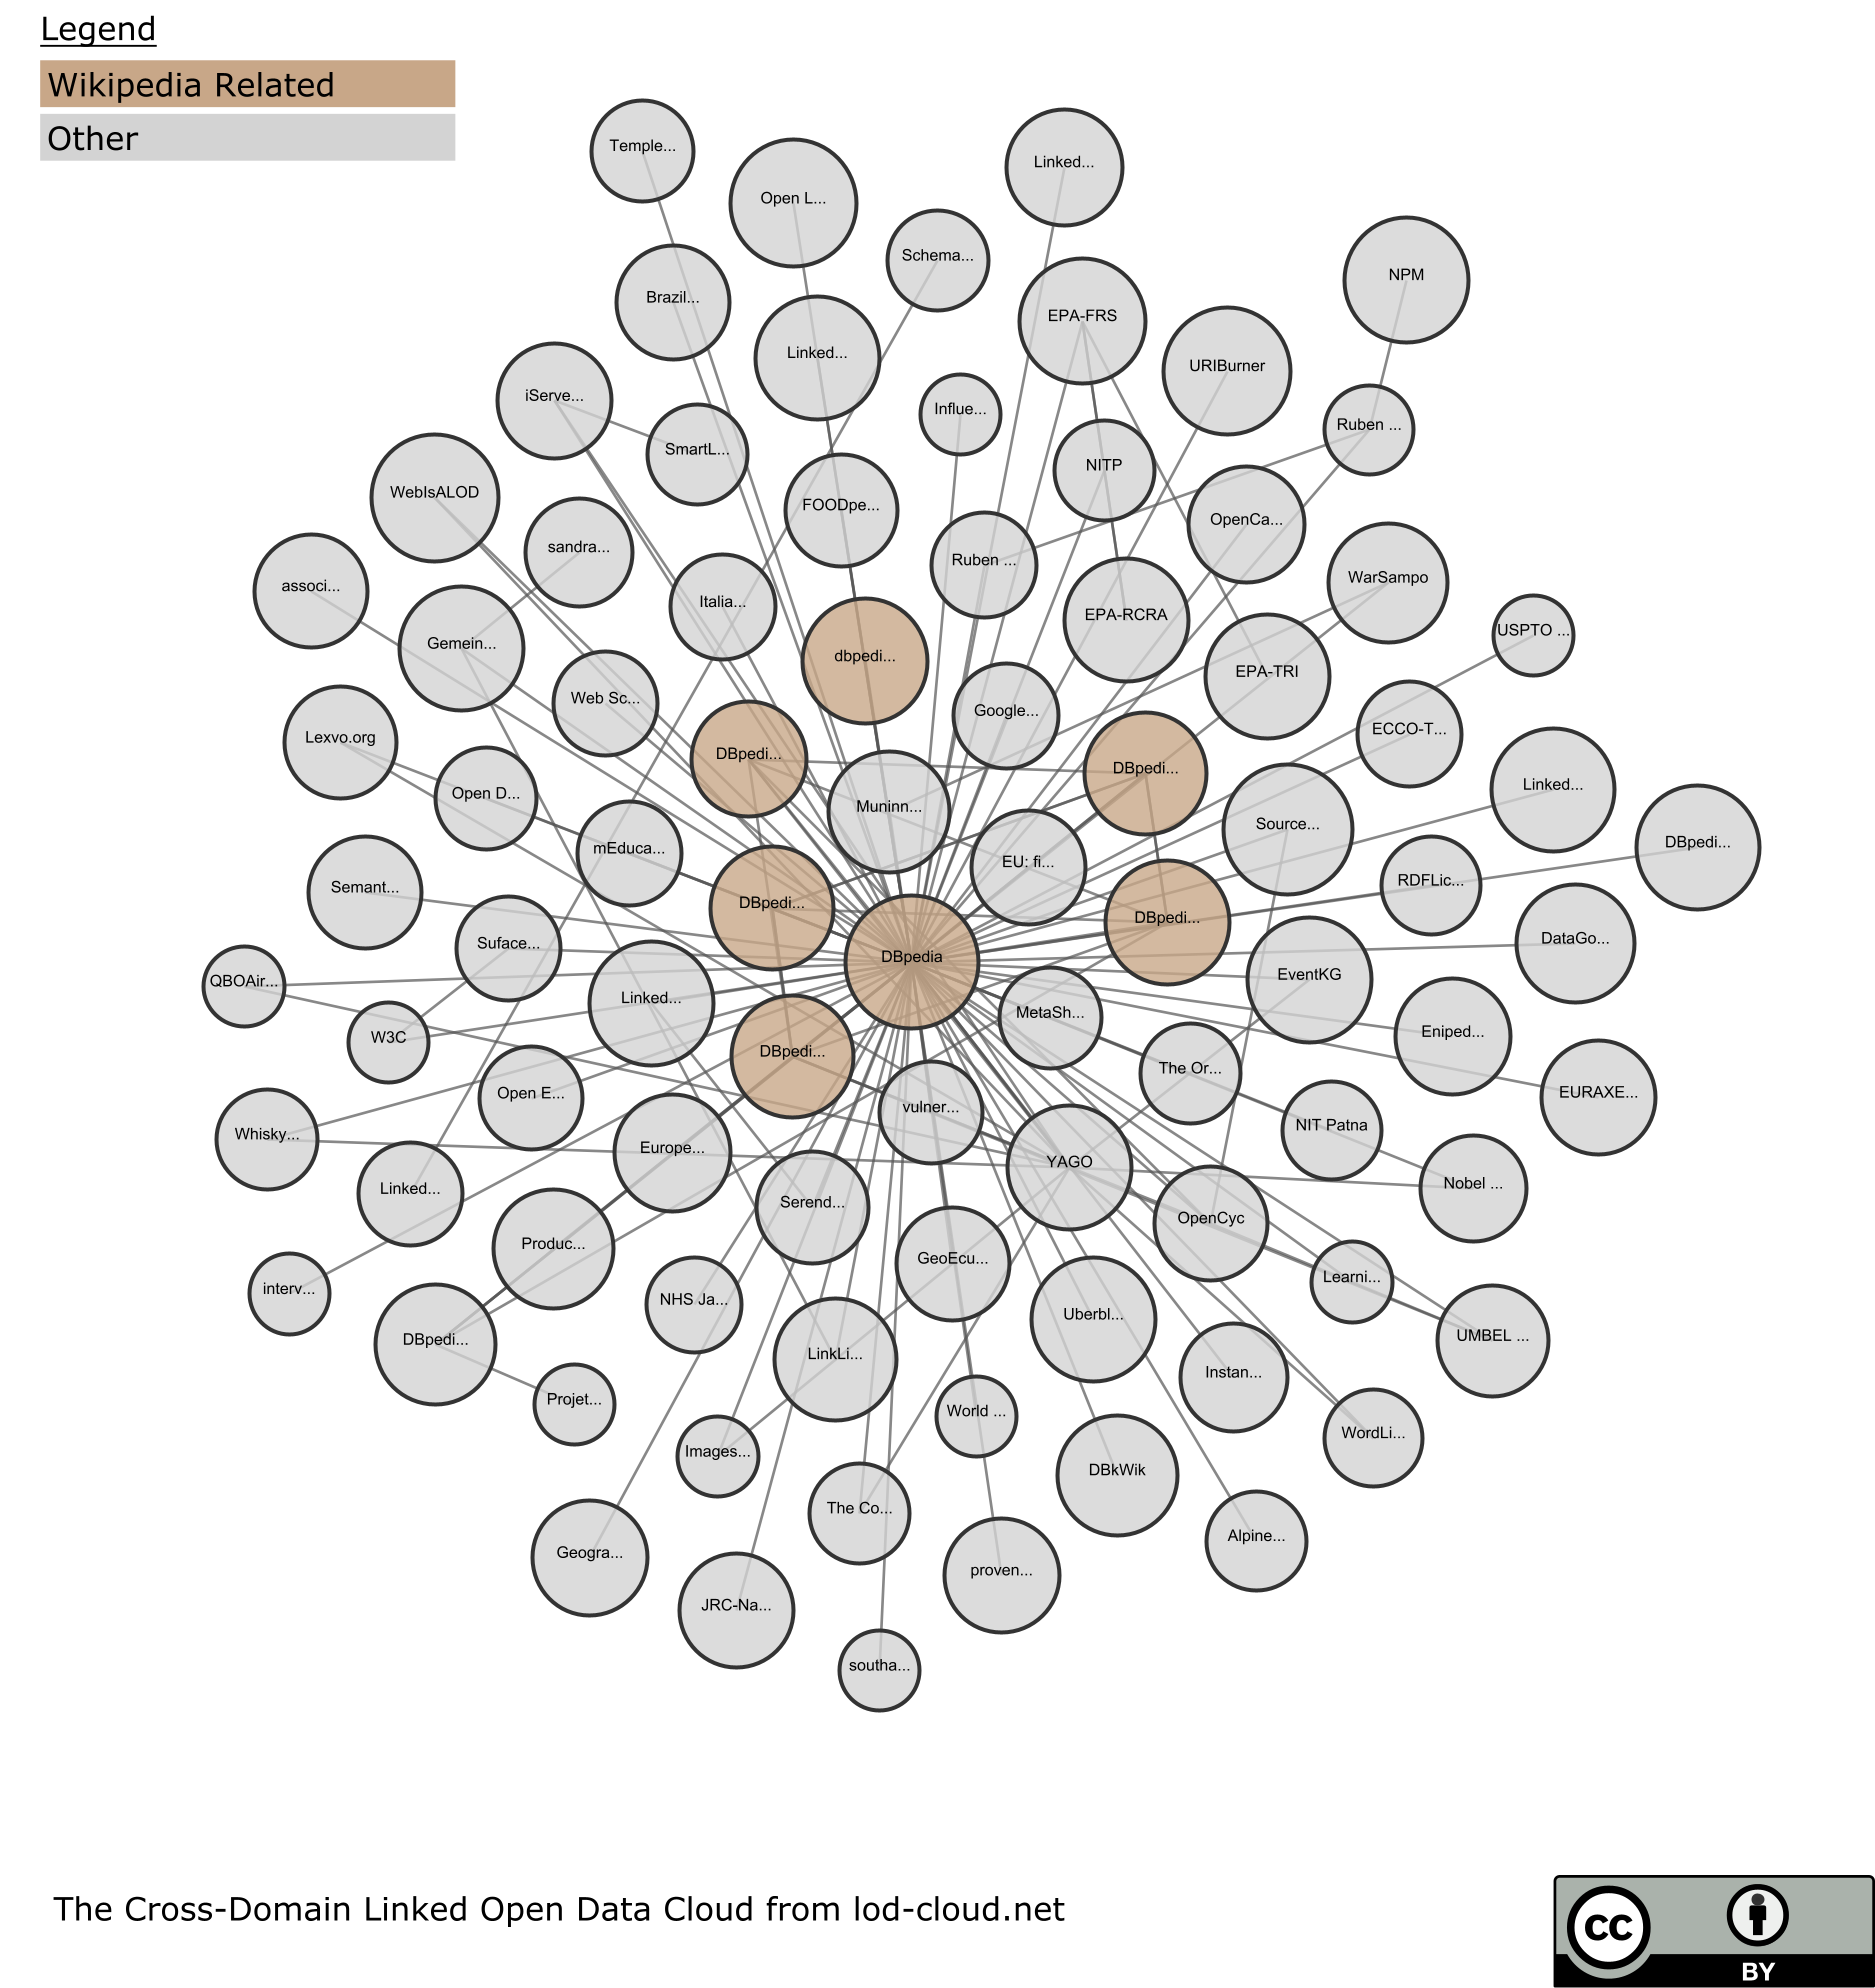 Legend
Wikipedia Related
Other
Temple...
Open L...
Linked...
Schema...
NPM
Brazil...
EPA-FRS
Linked...
URIBurner
iServe...
Influe...
Ruben ...
SmartL...
NITP
WebIsALOD
FOODpe...
OpenCa...
sandra...
Ruben ...
WarSampo
associ...
Italia...
EPA-RCRA
USPTO ...
Gemein...
dbpedi...
EPA-TRI
Web Sc...
Google...
ECCO-T...
Lexvo.org
DBpedi...
DBpedi...
Linked...
Open D...
Muninn...
Source...
mEduca...
EU: fi...
DBpedi...
RDFLic...
Semant...
DBpedi...
DBpedi...
Suface...
DataGo...
DBpedia
EventKG
QBOAir...
Linked...
MetaSh...
Eniped...
W3C
DBpedi...
The Or...
Open E...
EURAXE...
vulner...
NIT Patna
Whisky...
Europe...
YAGO
Nobel ...
Linked...
Serend...
OpenCyc
Produc...
GeoEcu...
Learni...
interv...
NHS Ja...
Uberbl...
DBpedi...
UMBEL ...
LinkLi...
Instan...
Projet...
World ...
WordLi...
Images...
DBkWik
The Co...
Alpine...
Geogra...
proven...
JRC-Na...
southa...
The Cross-Domain Linked Open Data Cloud from lod-cloud.net
cc
BY